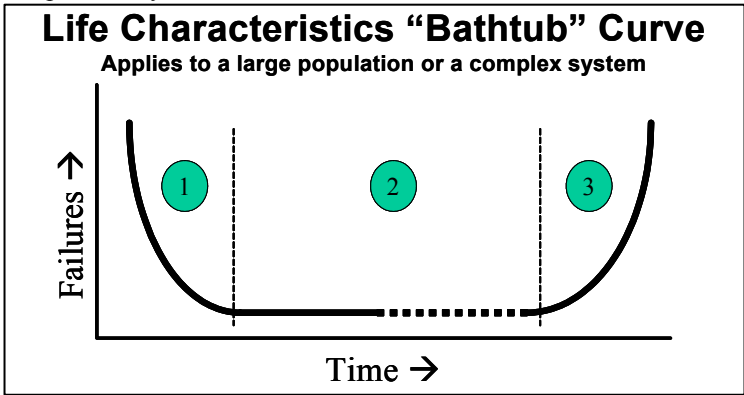 Life Characteristics “Bathtub” Curve
Applies to a large population or a complex system
Failures →
1
2
3
Time →